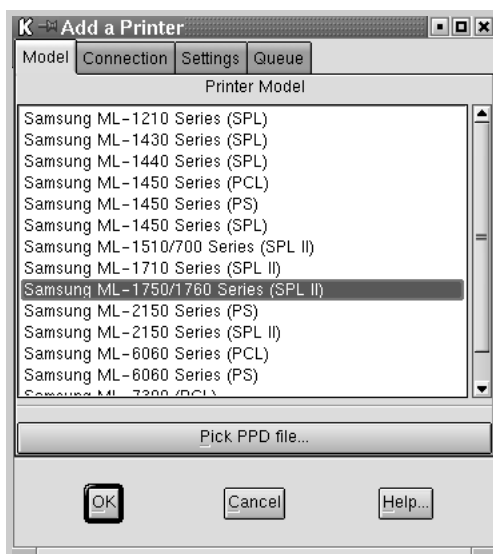 Add a Printer
Model Connection Settings Queue
Printer Model
Samsung ML-1210 Series (SPL)
Samsung ML-1430 Series (SPL)
Samsung ML-1440 Series (SPL)
Samsung ML-1450 Series (PCL)
Samsung ML-1450 Series (PS)
Samsung ML-1450 Series (SPL)
Samsung ML-1510/700 Series (SPL II)
Samsung ML-1710 Series (SPL II)
Samsung ML-1750/1760 Series (SPL II)
Samsung ML-2150 Series (PS)
Samsung ML-2150 Series (SPL II)
Samsung ML-6060 Series (PCL)
Samsung ML-6060 Series (PS)
Samsung ML-7300 (PCL)
Pick PPD file...
OK Cancel Help...